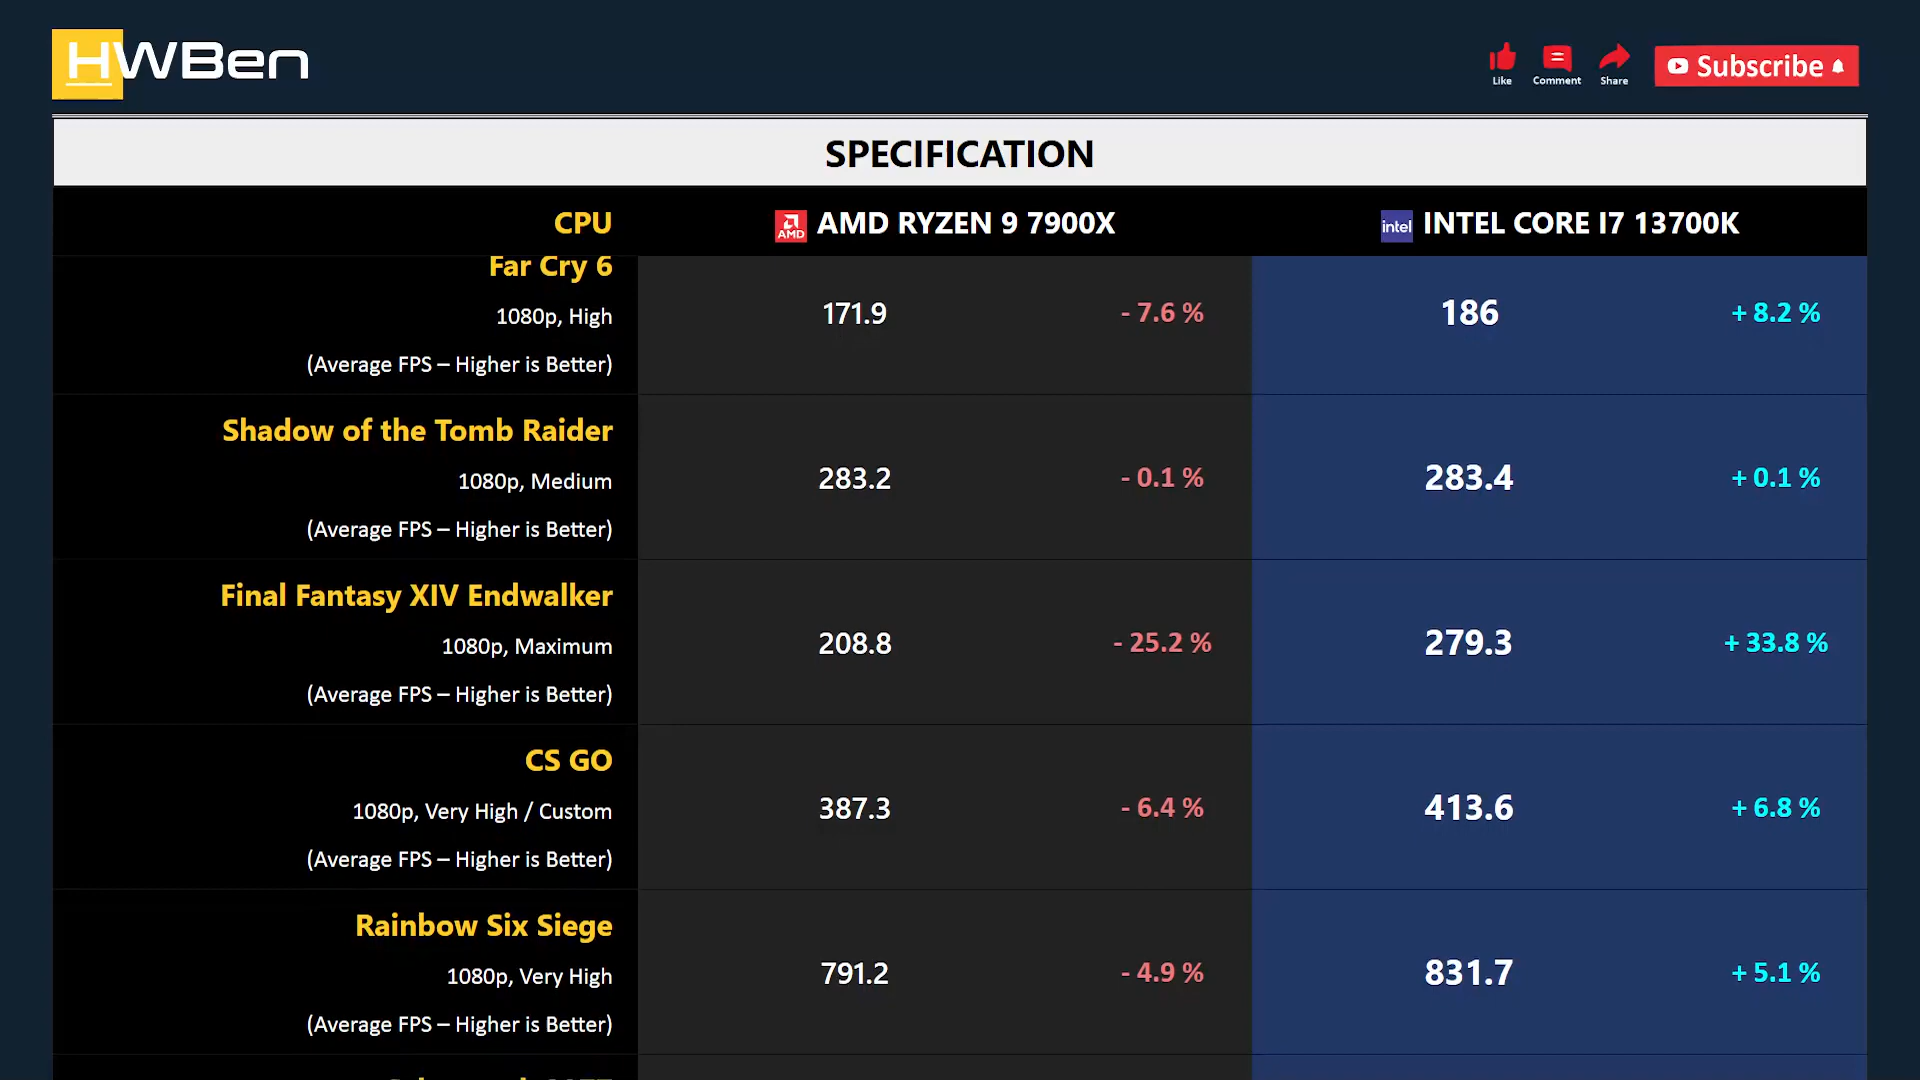 HWBen
Like
Comment
Share
Subscribe
SPECIFICATION
CPU
AMD
AMD RYZEN 9 7900X
intel
INTEL CORE I7 13700K
Far Cry 6
1080p, High
(Average FPS – Higher is Better)
171.9
- 7.6 %
186
+ 8.2 %
Shadow of the Tomb Raider
1080p, Medium
(Average FPS – Higher is Better)
283.2
- 0.1 %
283.4
+ 0.1 %
Final Fantasy XIV Endwalker
1080p, Maximum
(Average FPS – Higher is Better)
208.8
- 25.2 %
279.3
+ 33.8 %
CS GO
1080p, Very High / Custom
(Average FPS – Higher is Better)
387.3
- 6.4 %
413.6
+ 6.8 %
Rainbow Six Siege
1080p, Very High
(Average FPS – Higher is Better)
791.2
- 4.9 %
831.7
+ 5.1 %